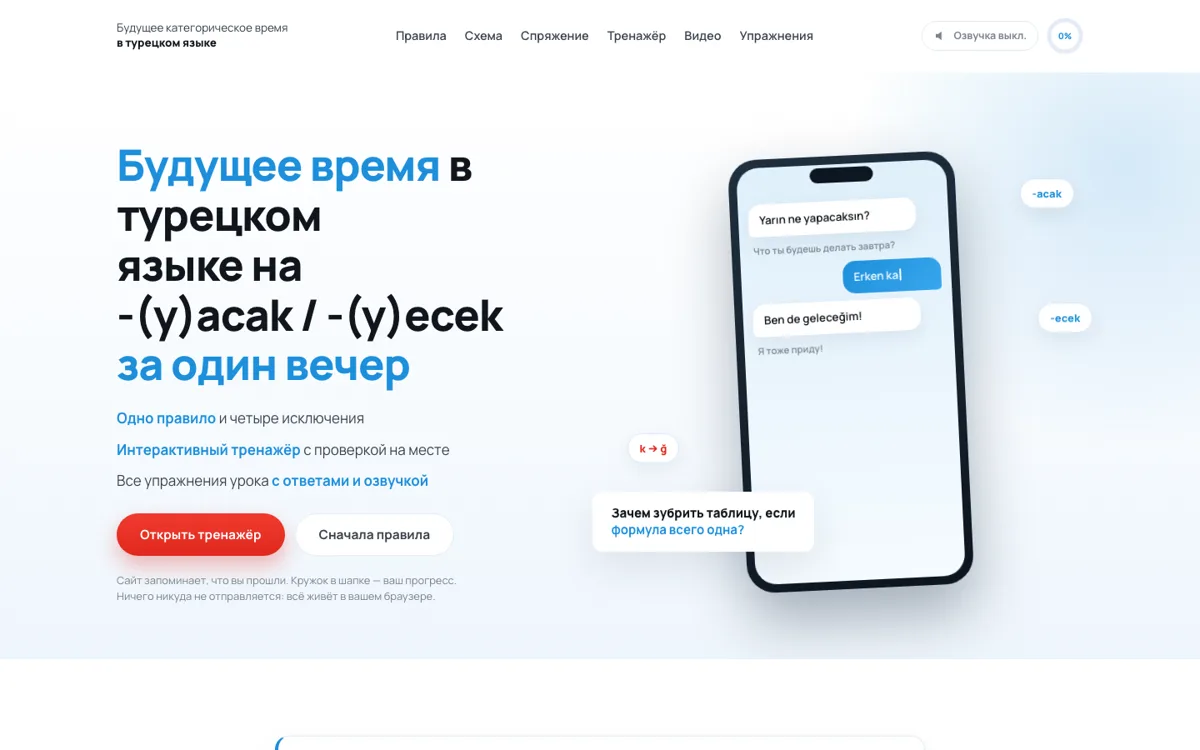 Будущее категорическое время
в турецком языке
Правила
Схема
Спряжение
Тренажёр
Видео
Упражнения
Озвучка выкл.
0%
Будущее время в
турецком
языке на
-(y)acak / -(y)ecek
за один вечер
Одно правило и четыре исключения
Интерактивный тренажёр с проверкой на месте
Все упражнения урока с ответами и озвучкой
Открыть тренажёр
Сначала правила
Сайт запоминает, что вы прошли. Кружок в шапке — ваш прогресс.
Ничего никуда не отправляется: всё живёт в вашем браузере.
Yarın ne yapacaksın?
Что ты будешь делать завтра?
Erken ka
Ben de geleceğim!
Я тоже приду!
-acak
-ecek
k → ğ
Зачем зубрить таблицу, если
формула всего одна?